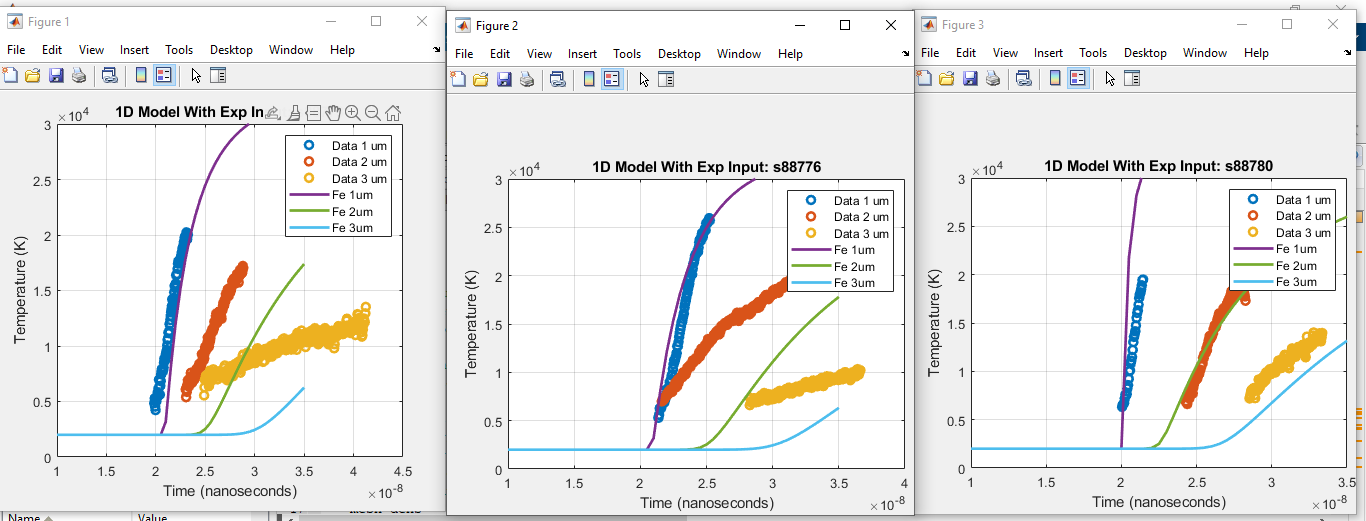 Figure 1
File Edit View Insert Tools Desktop Window Help
1D Model With Exp In
×10^4
3
2.5
2
1.5
1
0.5
0
Temperature (K)
Data 1 um
Data 2 um
Data 3 um
Fe 1um
Fe 2um
Fe 3um
1 1.5 2 2.5 3 3.5 4 4.5
Time (nanoseconds)
×10^-8
Name
Value
Figure 2
File Edit View Insert Tools Desktop Window Help
1D Model With Exp Input: s88776
×10^4
3
2.5
2
1.5
1
0.5
0
Temperature (K)
Data 1 um
Data 2 um
Data 3 um
Fe 1um
Fe 2um
Fe 3um
1 1.5 2 2.5 3 3.5 4
Time (nanoseconds)
×10^-8
Figure 3
File Edit View Insert Tools Desktop Window Help
1D Model With Exp Input: s88780
×10^4
3
2.5
2
1.5
1
0.5
0
Temperature (K)
Data 1 um
Data 2 um
Data 3 um
Fe 1um
Fe 2um
Fe 3um
1 1.5 2 2.5 3 3.5
Time (nanoseconds)
×10^-8